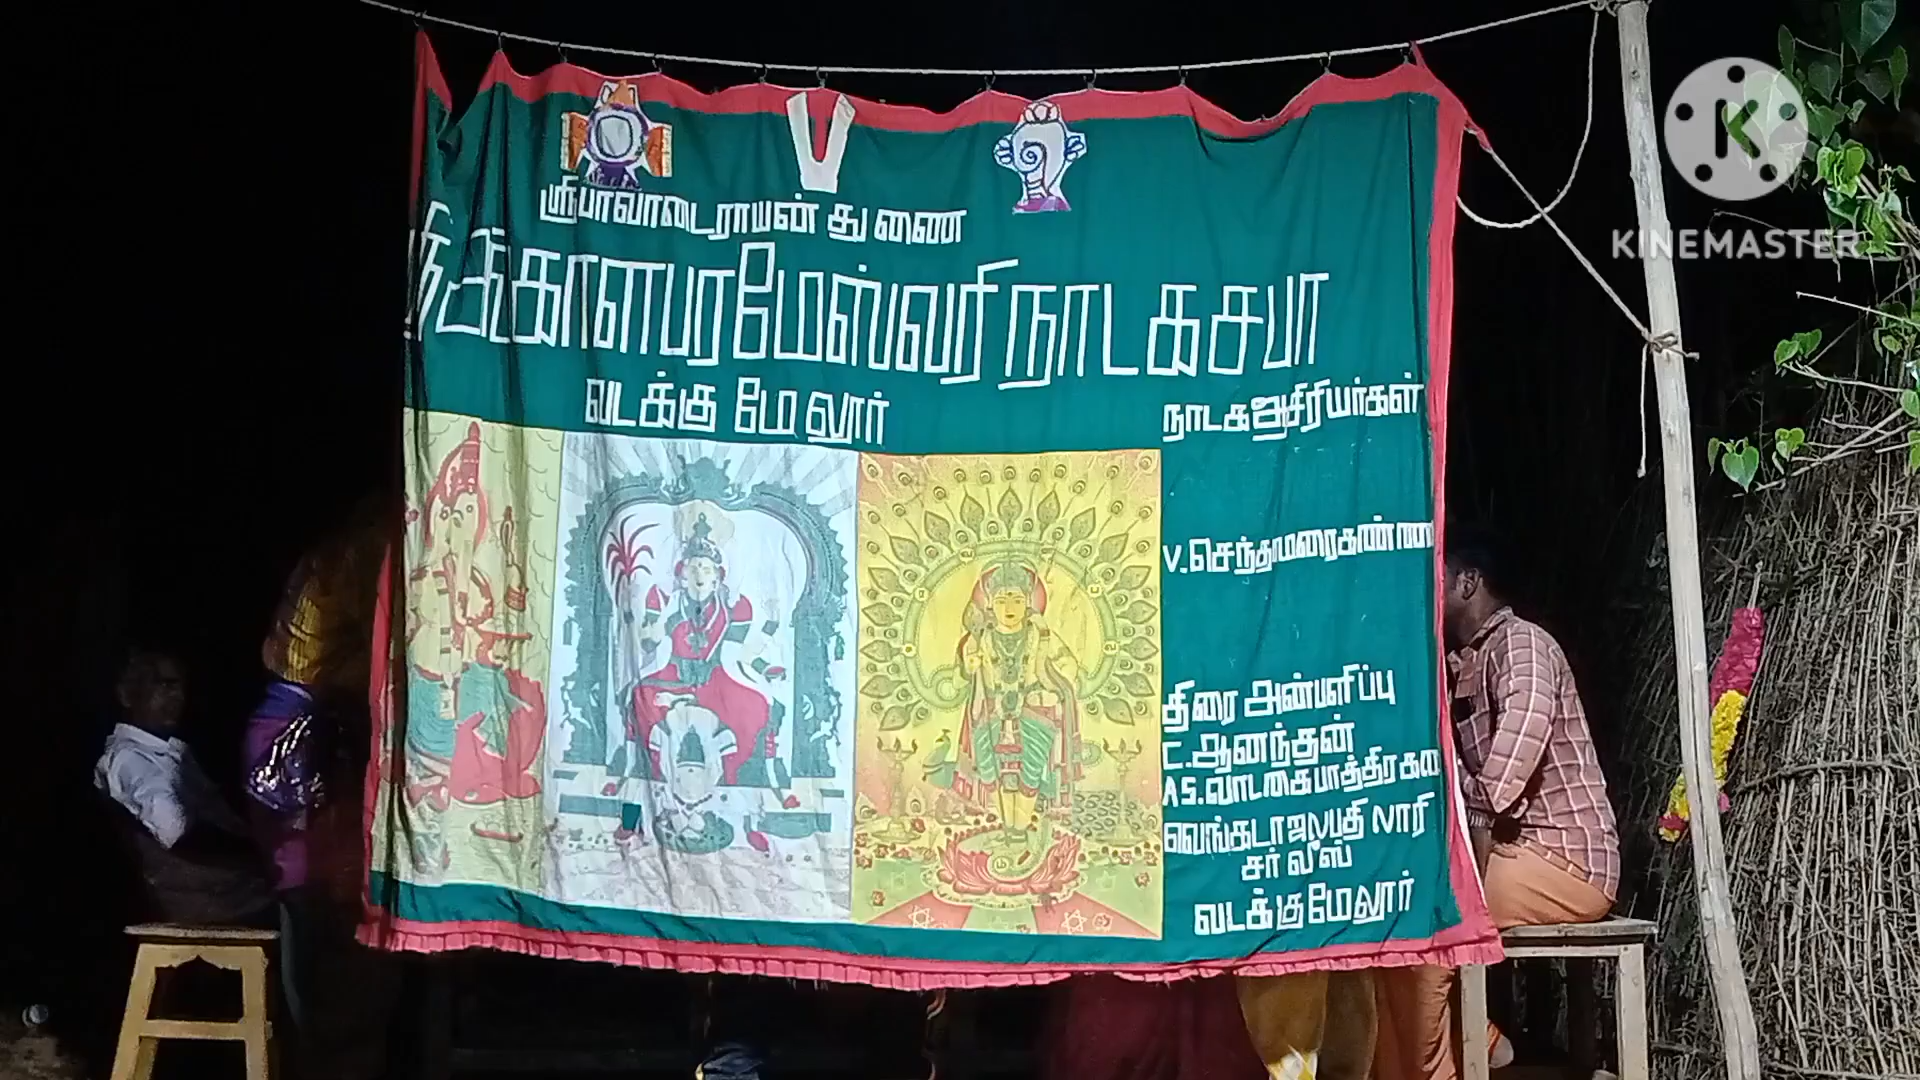 ஸ்ரீபாவாடைராயன் துணை
காளபரமேஸ்வரி நாடகசபா
வடக்கு மேலூர்
நாடகஆசிரியர்கள்
V.செந்தாமரைகண்ண
திரை அன்பளிப்பு
C.ஆனந்தன்
A S.வாடகைபாத்திரகடை
வெங்கடாஜலபதி லாரி
சர்வீஸ்
வடக்குமேலூர்
KINEMASTER